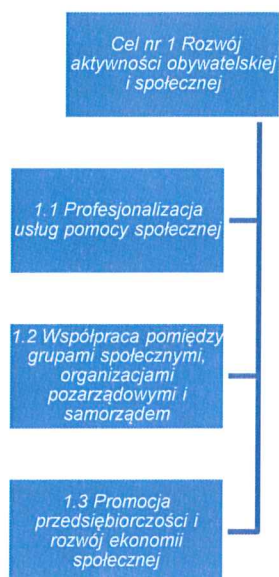 Cel nr 1 Rozwój
aktywności obywatelskiej
i społecznej
1.1 Profesjonalizacja
usług pomocy społecznej
1.2 Współpraca pomiędzy
grupami społecznymi,
organizacjami
pozarządowymi i
samorządem
1.3 Promocja
przedsiębiorczości i
rozwój ekonomii
społecznej